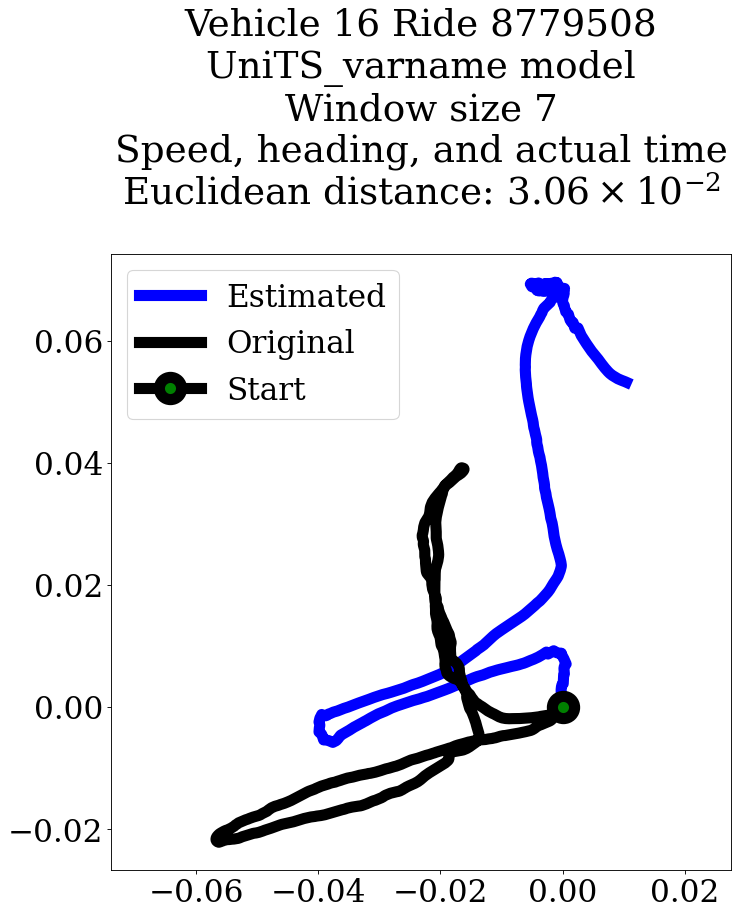 Vehicle 16 Ride 8779508
UniTS_varname model
Window size 7
Speed, heading, and actual time
Euclidean distance: 3.06 × 10⁻²
Estimated
Original
Start
0.06
0.04
0.02
0.00
−0.02
−0.06 −0.04 −0.02 0.00 0.02